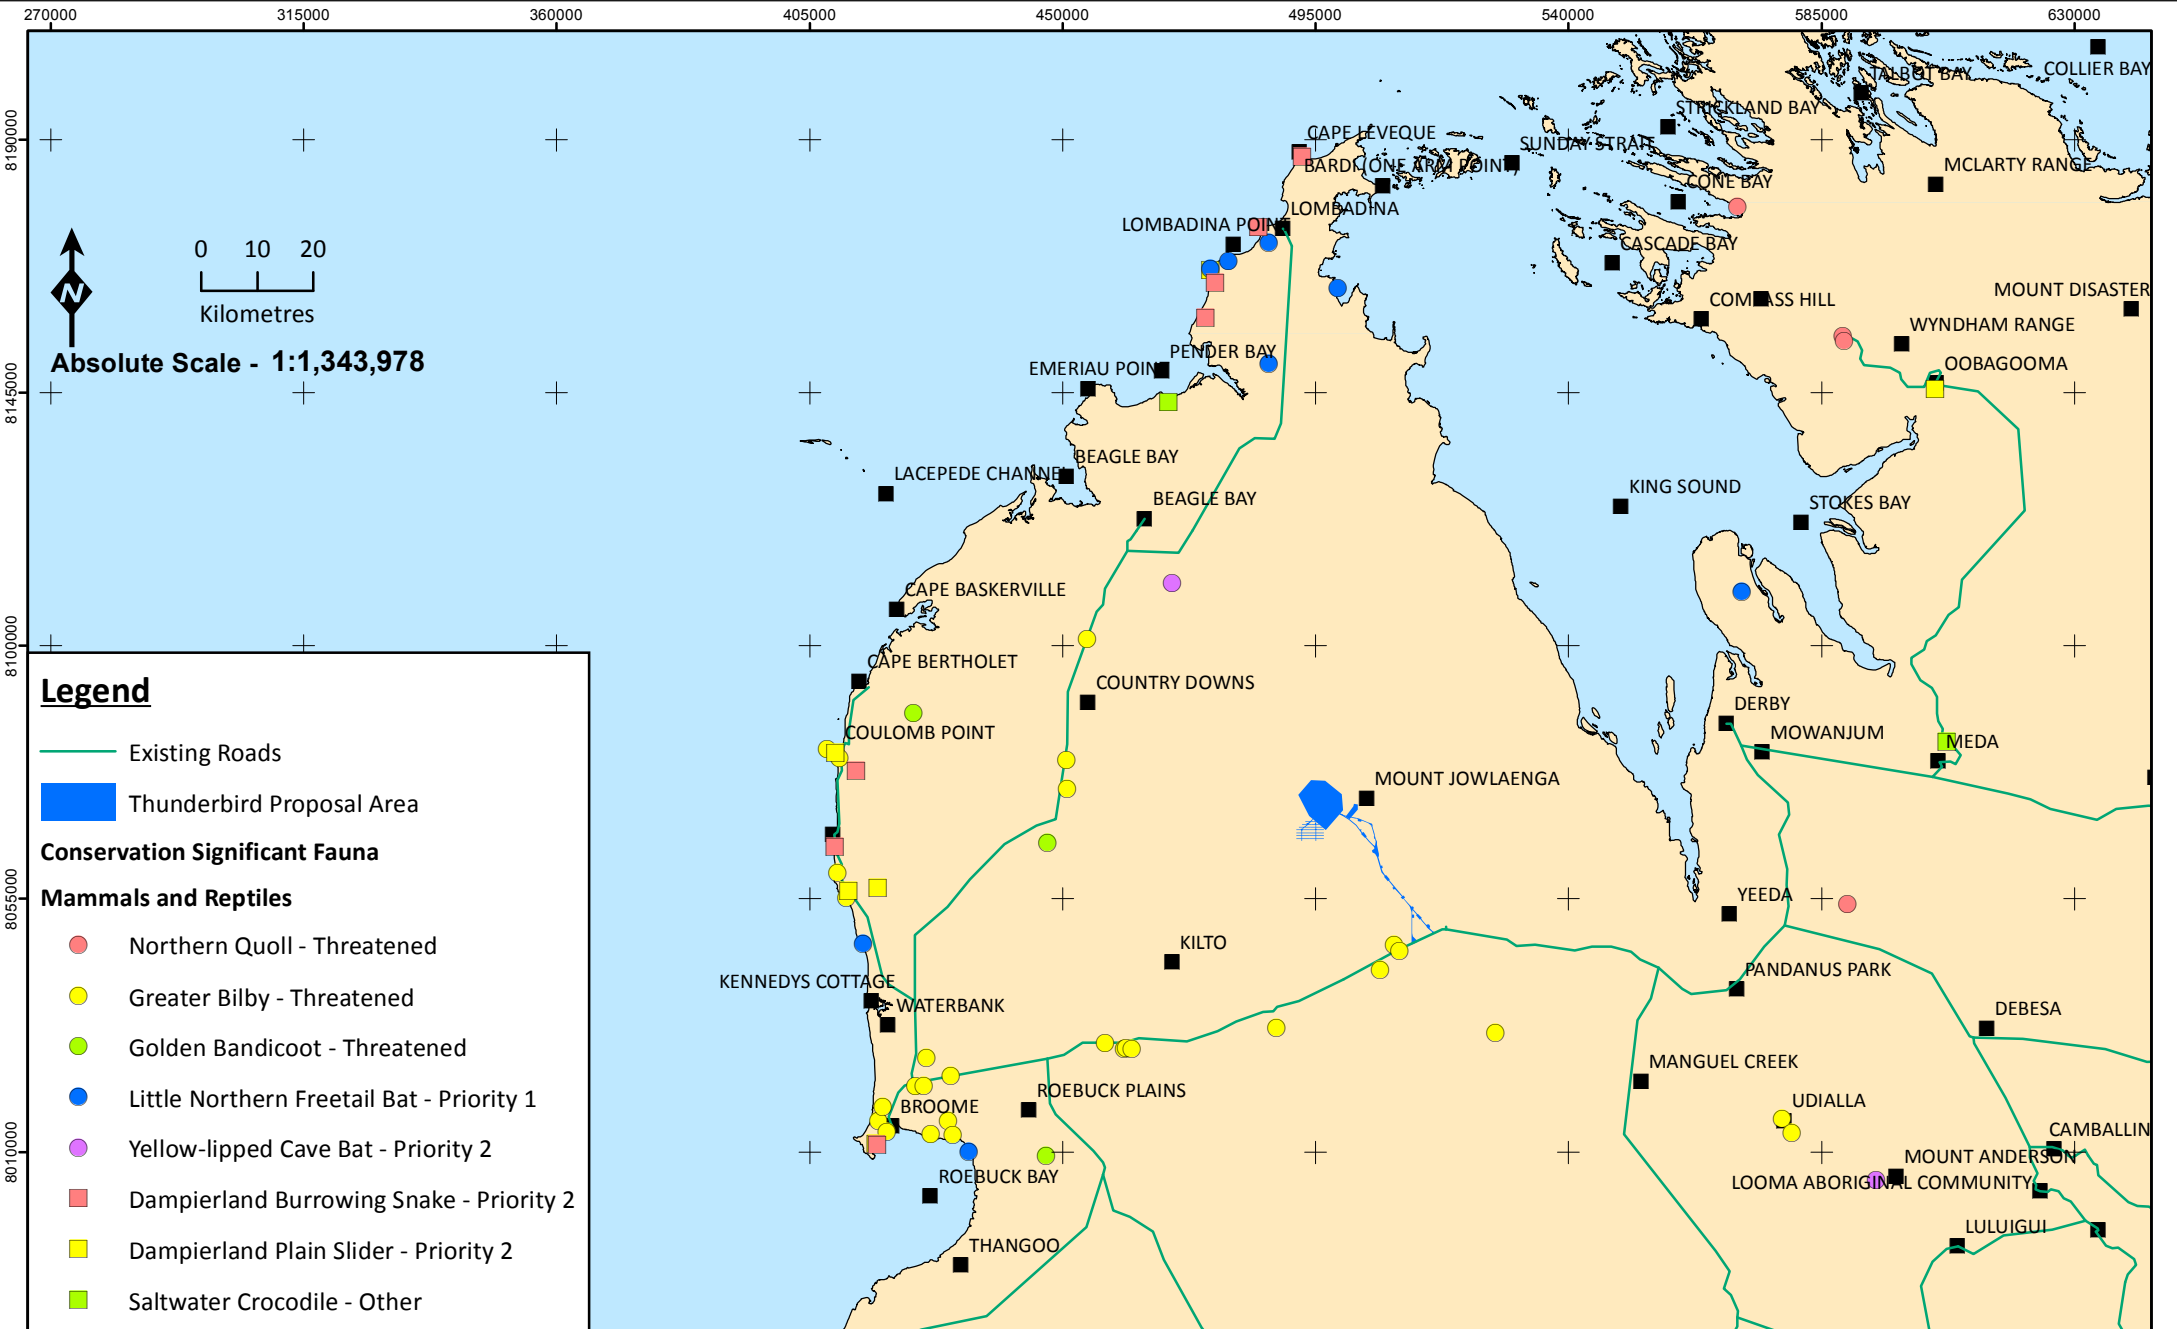 270000 315000 360000 405000 450000 495000 540000 585000 630000
TALBOT BAY
COLLIER BAY
STRICKLAND BAY
8190000
CAPE LEVEQUE
SUNDAY STRAIT
BARDI (ONE ARM POINT)
MCLARTY RANGE
CONE BAY
LOMBADINA
LOMBADINA POINT
CASCADE BAY
0 10 20
N
Kilometres
MOUNT DISASTER
COMPASS HILL
WYNDHAM RANGE
Absolute Scale - 1:1,343,978
PENDER BAY
EMERIAU POINT
OOBAGOOMA
8145000
BEAGLE BAY
LACEPEDE CHANNEL
KING SOUND
BEAGLE BAY
STOKES BAY
CAPE BASKERVILLE
8100000
CAPE BERTHOLET
COUNTRY DOWNS
DERBY
COULOMB POINT
MOWANJUM
MEDA
MOUNT JOWLAENGA
8055000
YEEDA
KILTO
PANDANUS PARK
KENNEDYS COTTAGE
WATERBANK
DEBESA
MANGUEL CREEK
ROEBUCK PLAINS
UDIALLA
BROOME
CAMBALLIN
8010000
MOUNT ANDERSON
ROEBUCK BAY
LOOMA ABORIGINAL COMMUNITY
LULUIGUI
THANGOO
Legend
Existing Roads
Thunderbird Proposal Area
Conservation Significant Fauna
Mammals and Reptiles
Northern Quoll - Threatened
Greater Bilby - Threatened
Golden Bandicoot - Threatened
Little Northern Freetail Bat - Priority 1
Yellow-lipped Cave Bat - Priority 2
Dampierland Burrowing Snake - Priority 2
Dampierland Plain Slider - Priority 2
Saltwater Crocodile - Other